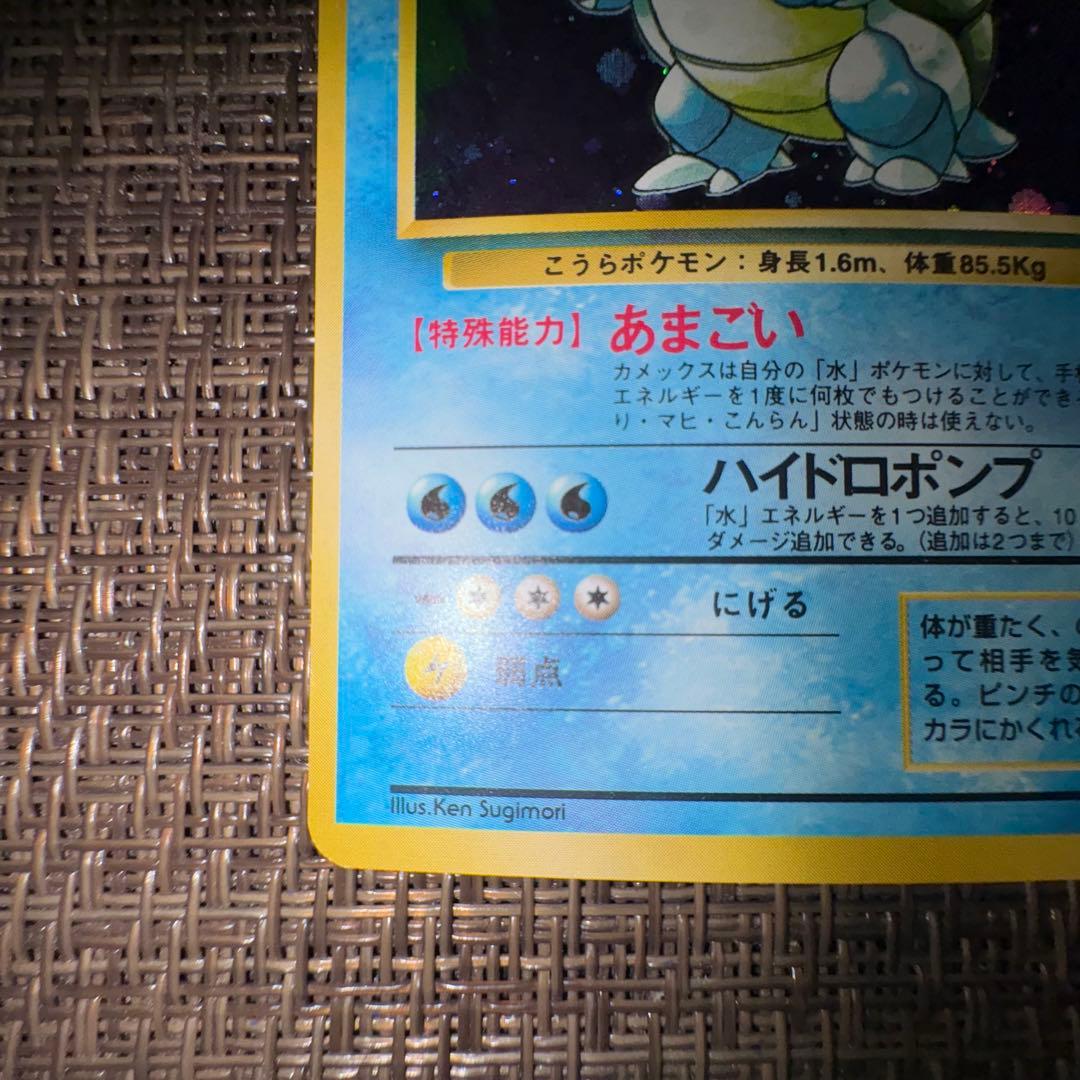 こうらポケモン：身長1.6m、体重85.5Kg
【特殊能力】 あまごい
カメックスは自分の「水」ポケモンに対して、手
エネルギーを1度に何枚でもつけることができ
り・マヒ・こんらん」状態の時は使えない。
ハイドロポンプ
「水」エネルギーを1つ追加すると、10
ダメージ追加できる。（追加は2つまで）
にげる
弱点
体が重たく、
って相手を気
る。ピンチの
カラにかくれ
Illus.Ken Sugimori